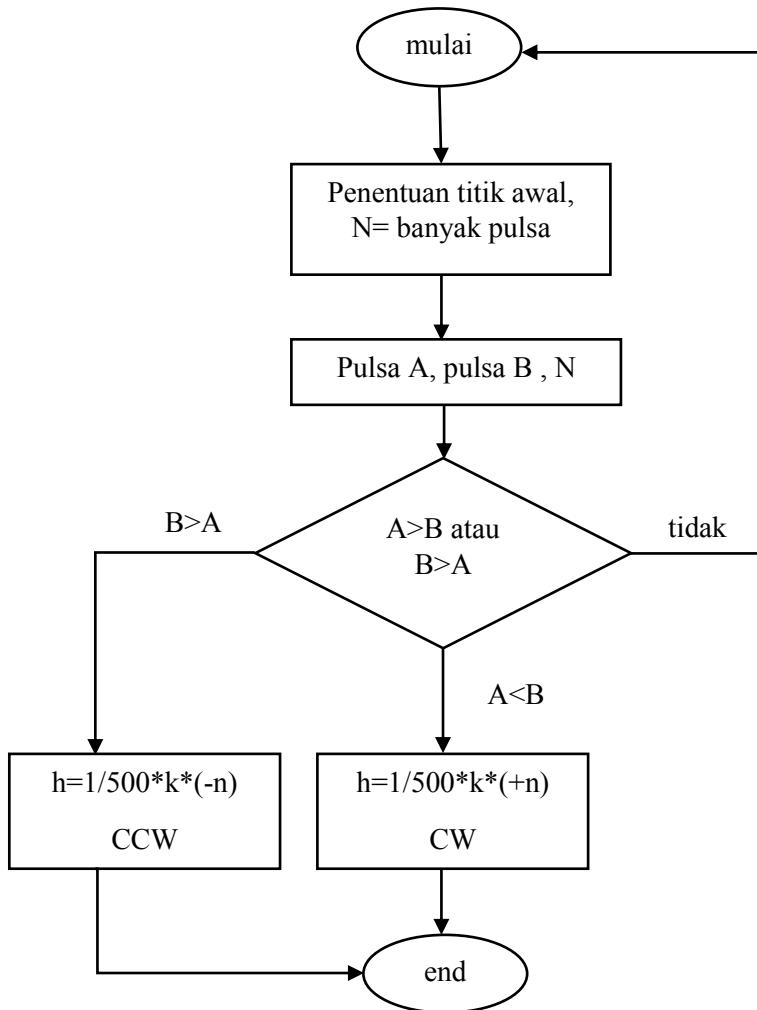 mulai
Penentuan titik awal,
N= banyak pulsa
Pulsa A, pulsa B , N
B>A
A>B atau
B>A
tidak
A<B
h=1/500*k*(-n)
CCW
h=1/500*k*(+n)
CW
end